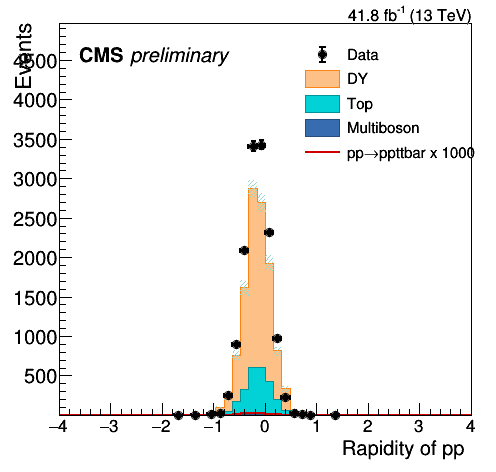 41.8 fb⁻¹ (13 TeV)
Events
CMS preliminary
Data
DY
Top
Multiboson
pp→ppttbar x 1000
4500
4000
3500
3000
2500
2000
1500
1000
500
−4 −3 −2 −1 0 1 2 3 4
Rapidity of pp